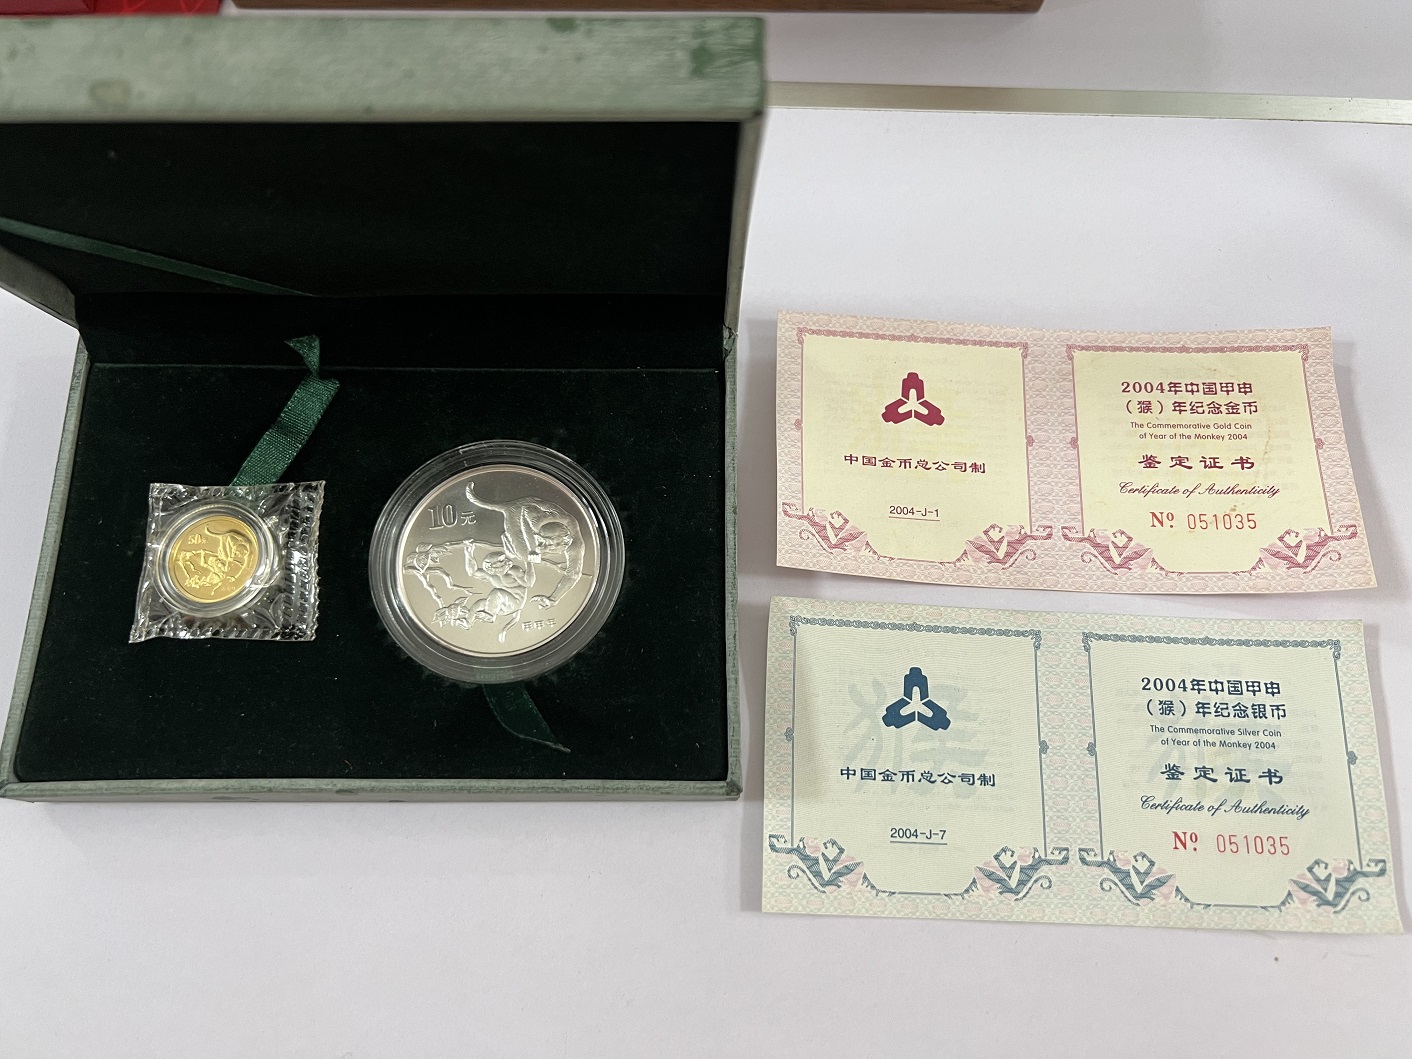 50元
10元
甲申年
中国金币总公司制
2004-J-1
2004年中国甲申
（猴）年纪念金币
The Commemorative Gold Coin
of Year of the Monkey 2004
鉴定证书
Certificate of Authenticity
Nº 051035
中国金币总公司制
2004-J-7
2004年中国甲申
（猴）年纪念银币
The Commemorative Silver Coin
of Year of the Monkey 2004
鉴定证书
Certificate of Authenticity
Nº 051035